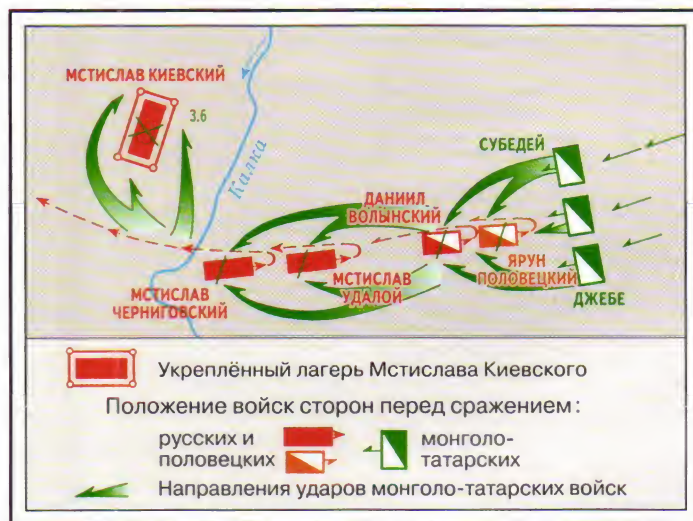 МСТИСЛАВ КИЕВСКИЙ
3.6
Калка
СУБЕДЕЙ
ДАНИИЛ
ВОЛЫНСКИЙ
ЯРУН
ПОЛОВЕЦКИЙ
ДЖЕБЕ
МСТИСЛАВ
УДАЛОЙ
МСТИСЛАВ
ЧЕРНИГОВСКИЙ
Укреплённый лагерь Мстислава Киевского
Положение войск сторон перед сражением:
русских и
половецких
монголо-
татарских
Направления ударов монголо-татарских войск